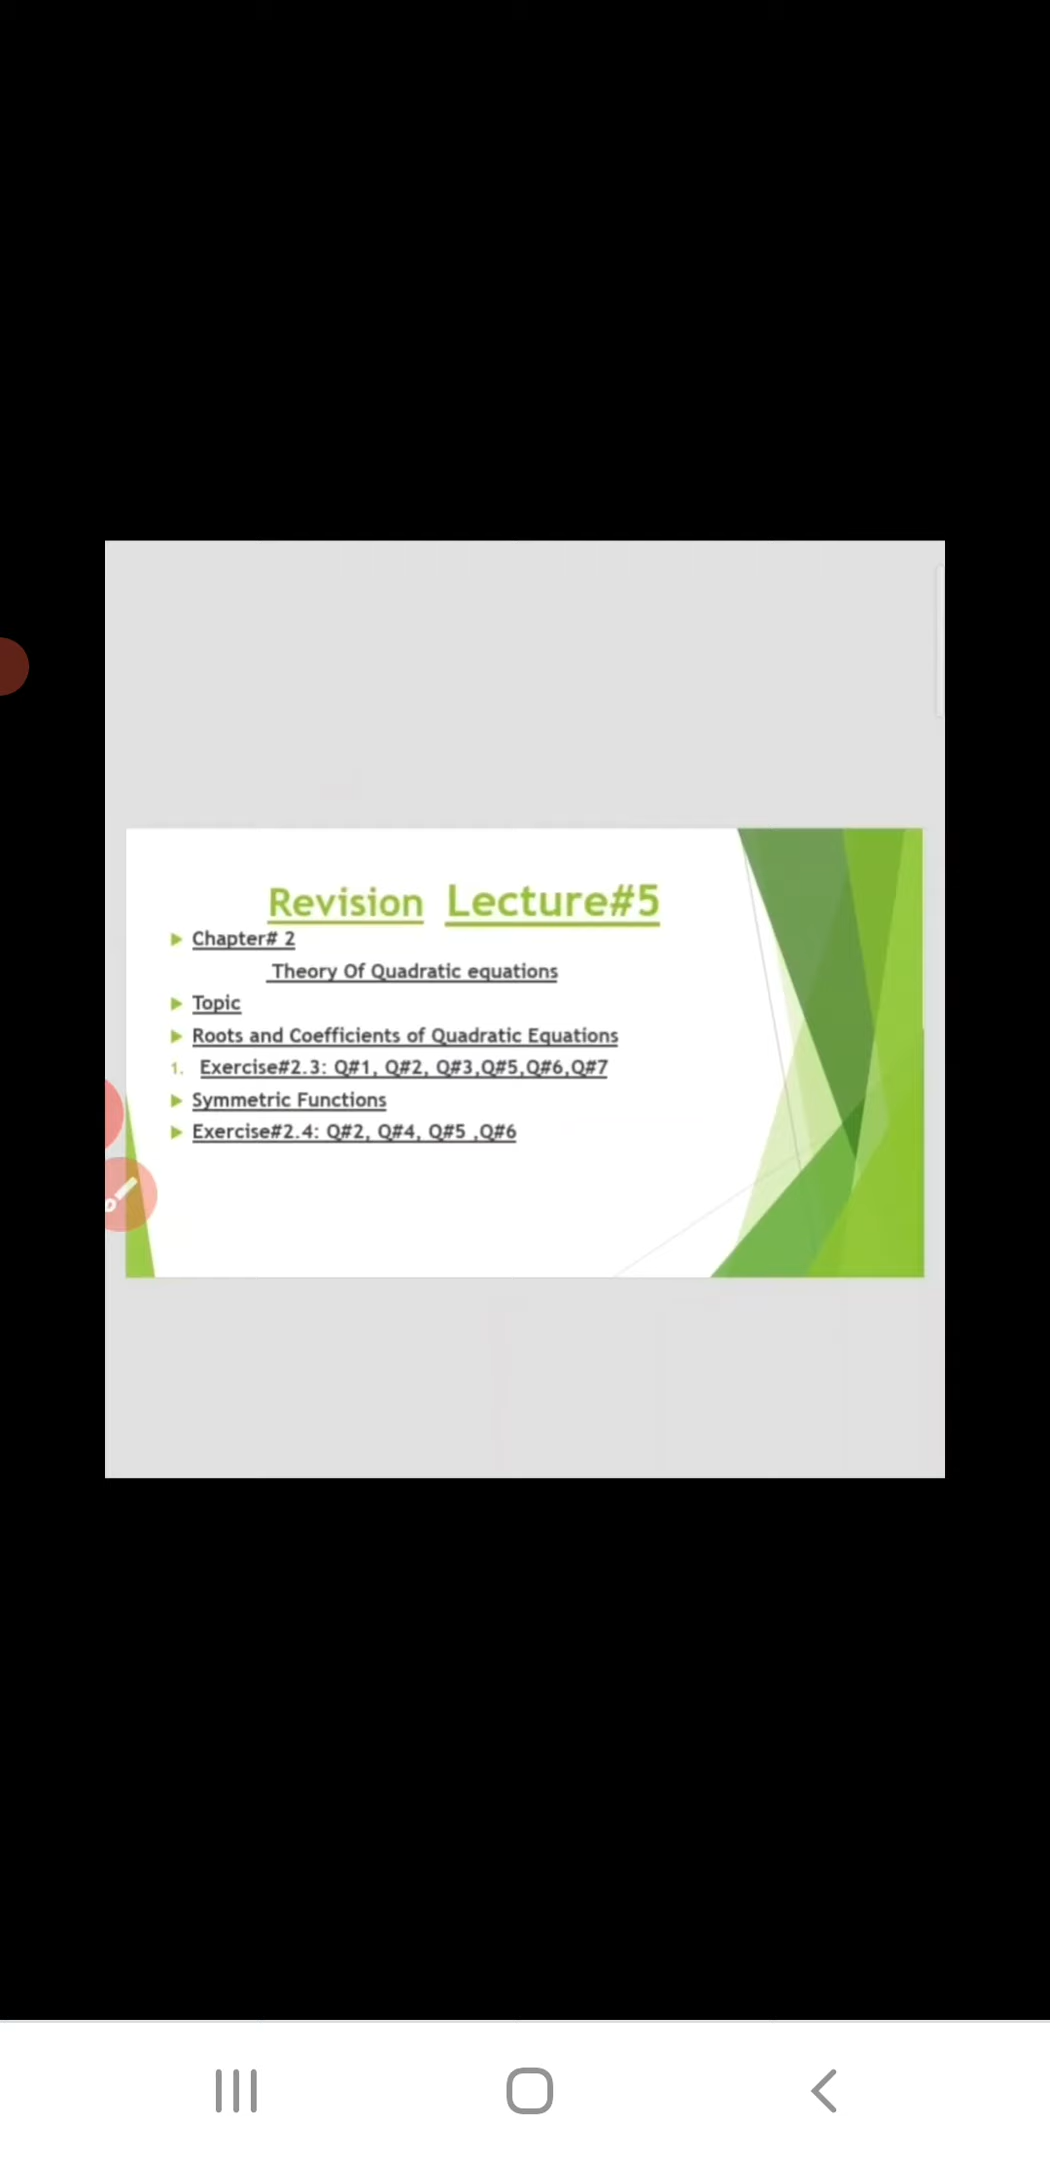 Revision Lecture#5
Chapter# 2
Theory Of Quadratic equations
Topic
Roots and Coefficients of Quadratic Equations
1. Exercise#2.3: Q#1, Q#2, Q#3,Q#5,Q#6,Q#7
Symmetric Functions
Exercise#2.4: Q#2, Q#4, Q#5 ,Q#6